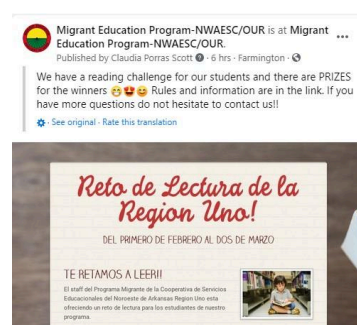 Migrant Education Program-NWAESC/OUR is at Migrant
Education Program-NWAESC/OUR.
Published by Claudia Porras Scott · 6 hrs · Farmington ·
We have a reading challenge for our students and there are PRIZES
for the winners 🤓🤩😄 Rules and information are in the link. If you
have more questions do not hesitate to contact us!!
· See original · Rate this translation
Reto de Lectura de la
Region Uno!
DEL PRIMERO DE FEBRERO AL DOS DE MARZO
TE RETAMOS A LEER!!
El staff del Programa Migrante de la Cooperativa de Servicios
Educacionales del Noroeste de Arkansas Region Uno esta
ofreciendo un reto de lectura para los estudiantes de nuestro
programa.